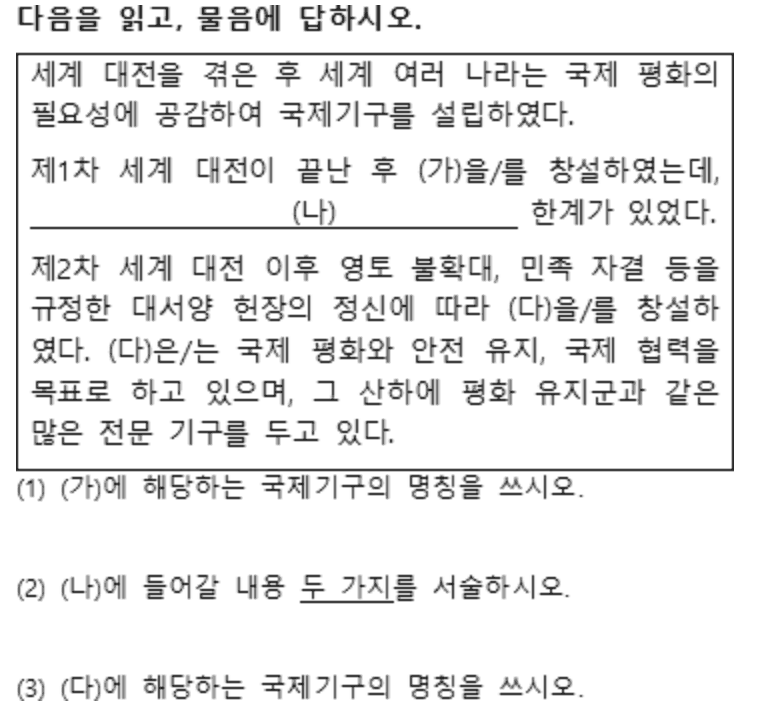 다음을 읽고, 물음에 답하시오.
세계 대전을 겪은 후 세계 여러 나라는 국제 평화의
필요성에 공감하여 국제기구를 설립하였다.
제1차 세계 대전이 끝난 후 (가)을/를 창설하였는데,
(나) 한계가 있었다.
제2차 세계 대전 이후 영토 불확대, 민족 자결 등을
규정한 대서양 헌장의 정신에 따라 (다)을/를 창설하
였다. (다)은/는 국제 평화와 안전 유지, 국제 협력을
목표로 하고 있으며, 그 산하에 평화 유지군과 같은
많은 전문 기구를 두고 있다.
(1) (가)에 해당하는 국제기구의 명칭을 쓰시오.
(2) (나)에 들어갈 내용 두 가지를 서술하시오.
(3) (다)에 해당하는 국제기구의 명칭을 쓰시오.